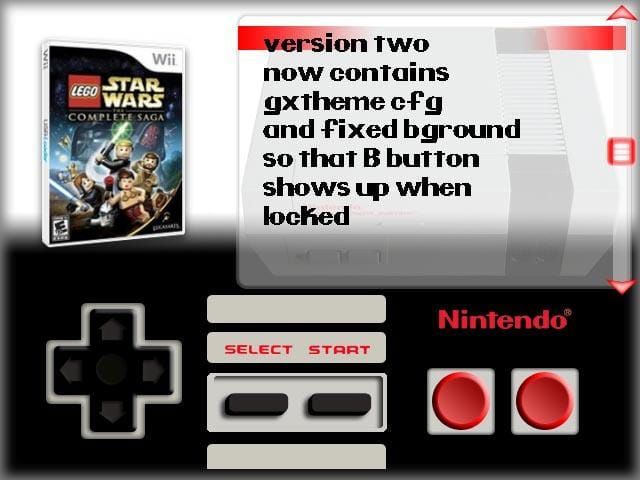 Wii
LEGO STAR
WARS
THE
COMPLETE SAGA
LUCASARTS
version two
now contains
gxtheme cfg
and fixed bground
so that B button
shows up when
locked
Nintendo®
SELECT START